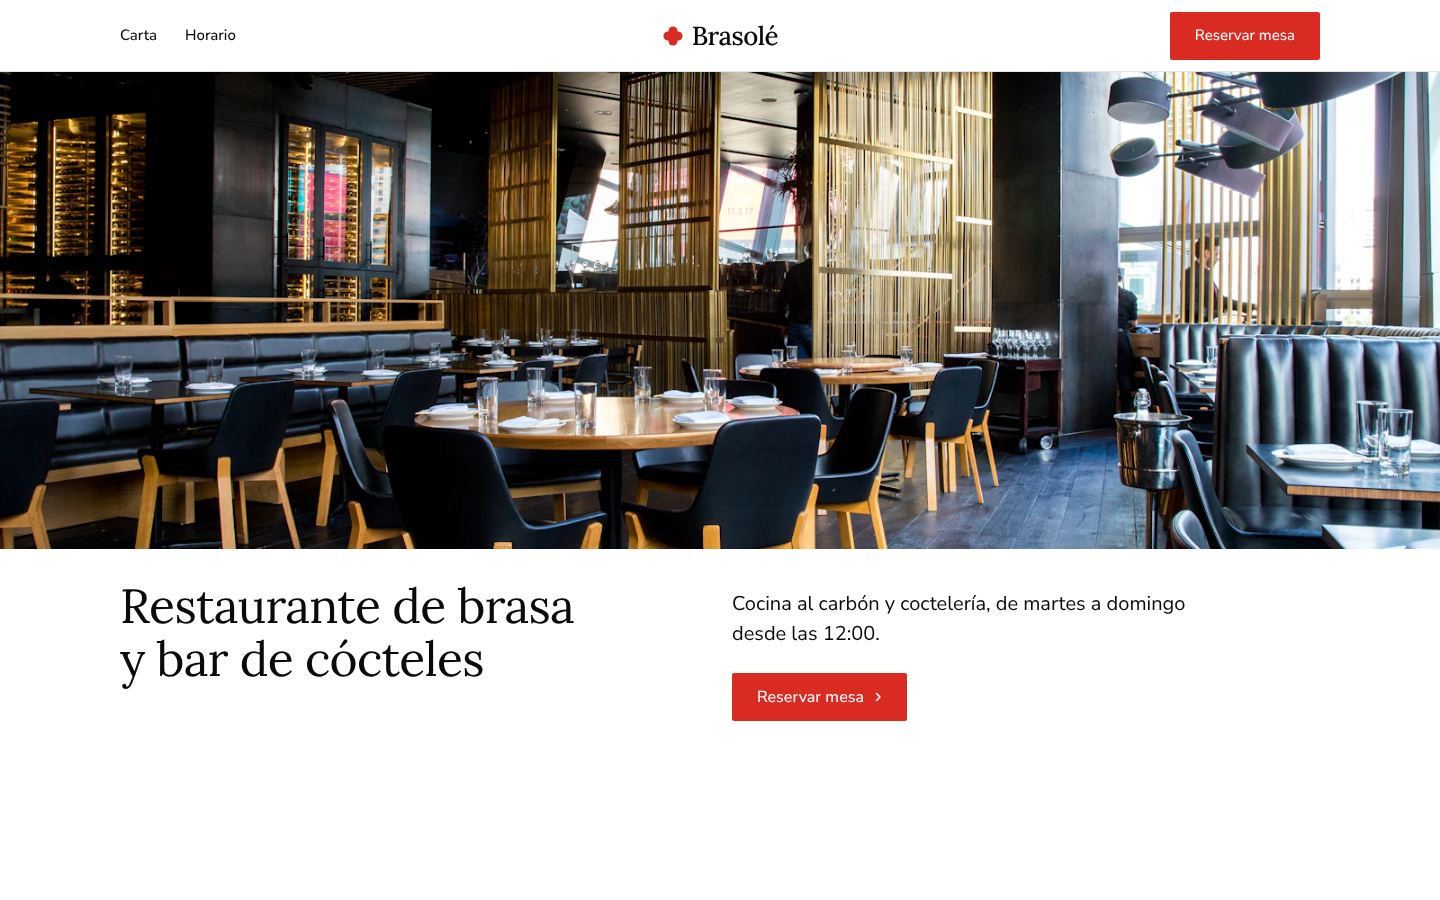 Carta
Horario
Brasolé
Reservar mesa
Restaurante de brasa
y bar de cócteles
Cocina al carbón y coctelería, de martes a domingo
desde las 12:00.
Reservar mesa